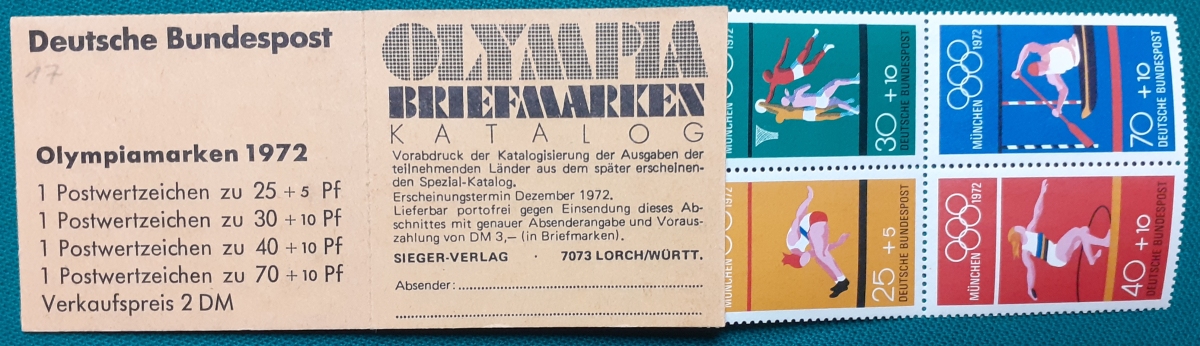 Deutsche Bundespost
17
Olympiamarken 1972
1 Postwertzeichen zu 25 + 5 Pf
1 Postwertzeichen zu 30 + 10 Pf
1 Postwertzeichen zu 40 + 10 Pf
1 Postwertzeichen zu 70 + 10 Pf
Verkaufspreis 2 DM
OLYMPIA
BRIEFMARKEN
KATALOG
Vorabdruck der Katalogisierung der Ausgaben der
teilnehmenden Länder aus dem später erscheinen-
den Spezial-Katalog.
Erscheinungstermin Dezember 1972.
Lieferbar portofrei gegen Einsendung dieses Ab-
schnittes mit genauer Absenderangabe und Voraus-
zahlung von DM 3,– (in Briefmarken).
SIEGER-VERLAG · 7073 LORCH/WÜRTT.
Absender:
MÜNCHEN 1972
30 + 10
DEUTSCHE BUNDESPOST
MÜNCHEN 1972
70 + 10
DEUTSCHE BUNDESPOST
MÜNCHEN 1972
25 + 5
DEUTSCHE BUNDESPOST
MÜNCHEN 1972
40 + 10
DEUTSCHE BUNDESPOST